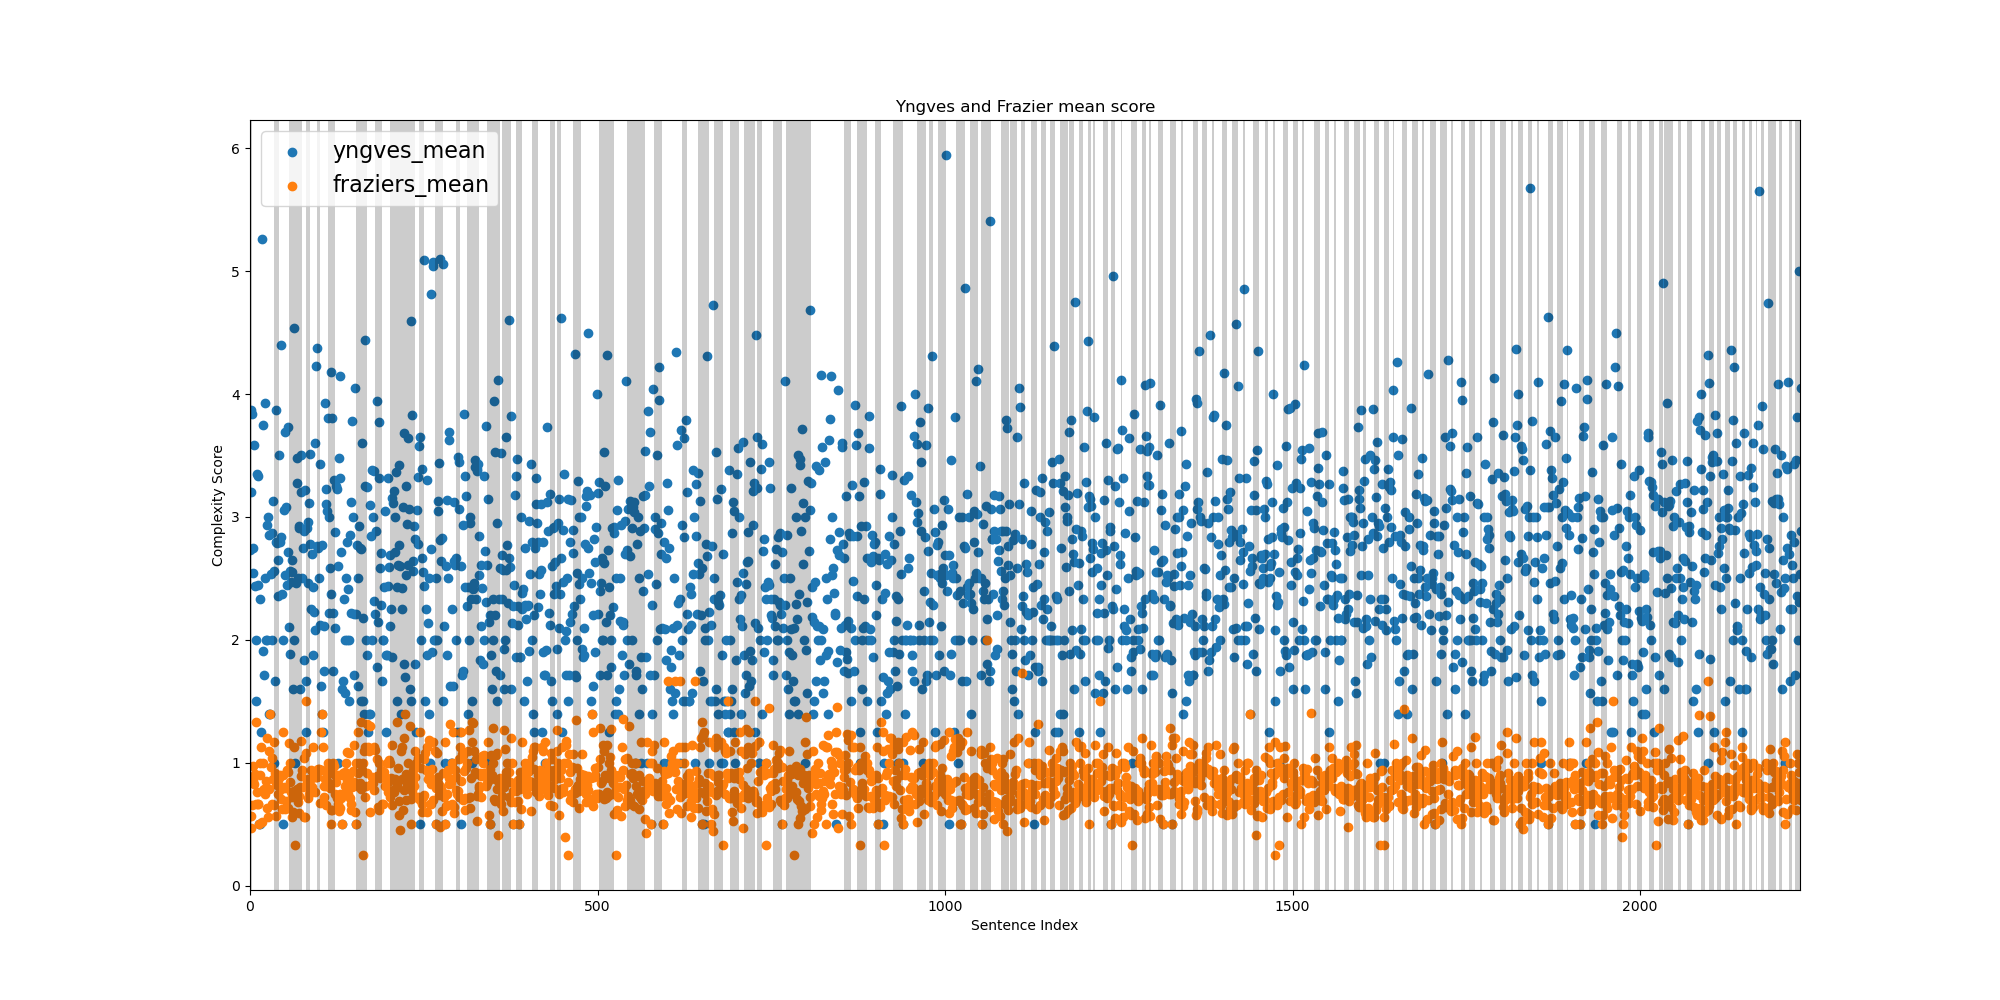 Yngves and Frazier mean score
yngves_mean
fraziers_mean
Complexity Score
6
5
4
3
2
1
0
0 500 1000 1500 2000
Sentence Index